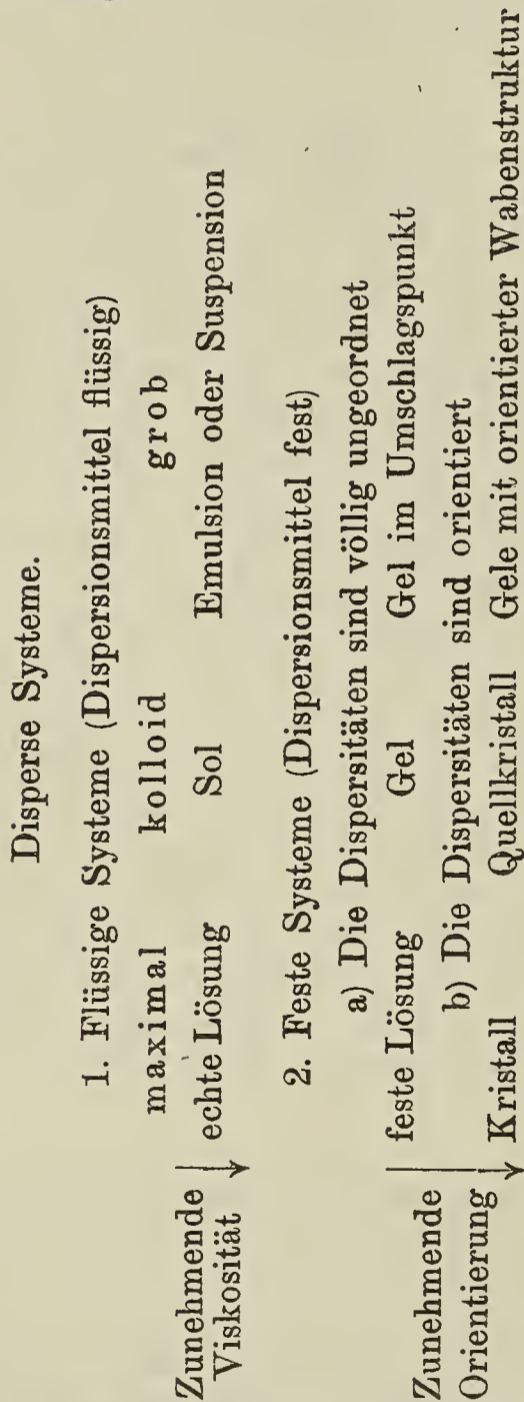 Disperse Systeme.
1. Flüssige Systeme (Dispersionsmittel flüssig)
maximal kolloid grob
Zunehmende
Viskosität
echte Lösung Sol Emulsion oder Suspension
2. Feste Systeme (Dispersionsmittel fest)
a) Die Dispersitäten sind völlig ungeordnet
feste Lösung Gel Gel im Umschlagspunkt
Zunehmende
Orientierung
b) Die Dispersitäten sind orientiert
Kristall Quellkristall Gele mit orientierter Wabenstruktur